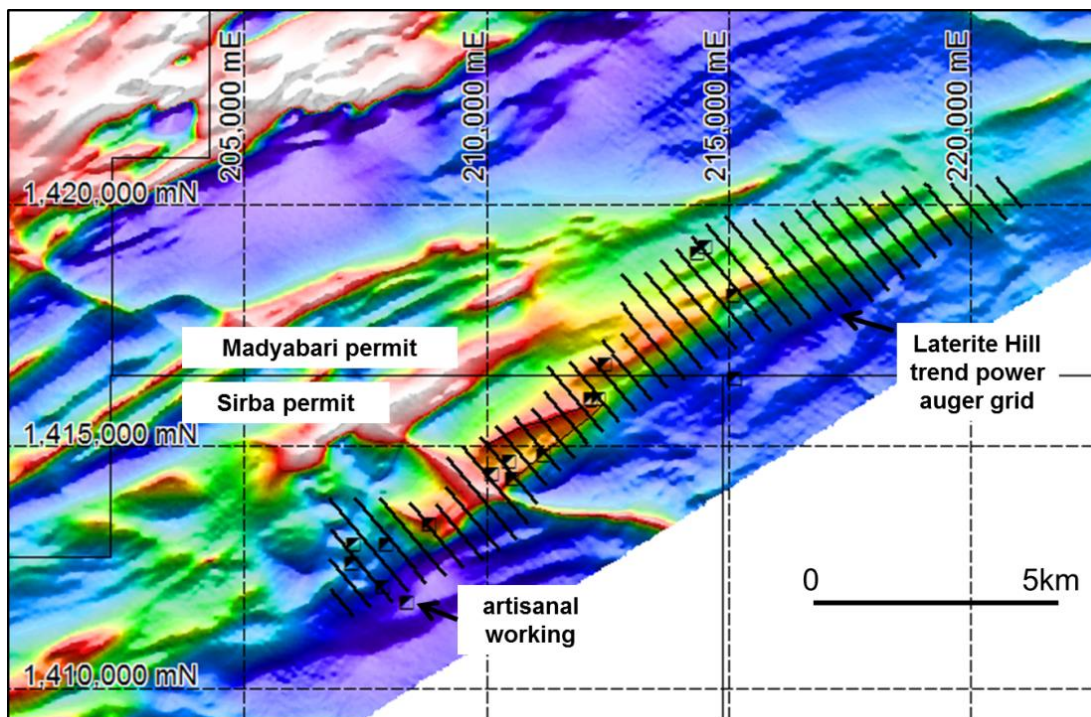 205,000 mE
210,000 mE
215,000 mE
220,000 mE
1,420,000 mN
Madyabari permit
Sirba permit
Laterite Hill
trend power
auger grid
1,415,000 mN
0
5km
artisanal
working
1,410,000 mN